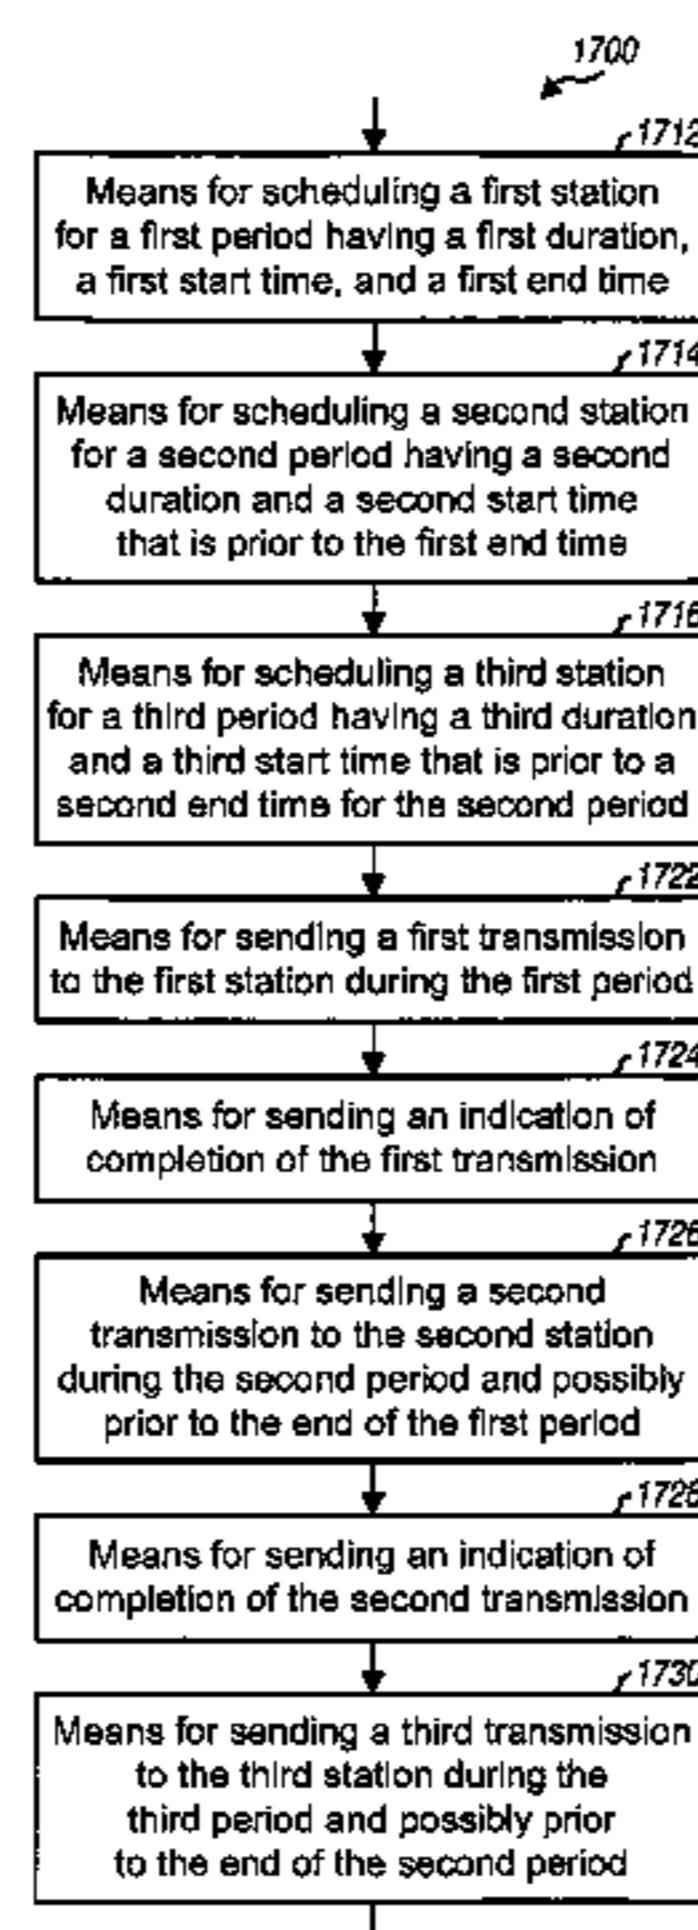 1700
1712
Means for scheduling a first station
for a first period having a first duration,
a first start time, and a first end time
1714
Means for scheduling a second station
for a second period having a second
duration and a second start time
that is prior to the first end time
1716
Means for scheduling a third station
for a third period having a third duration
and a third start time that is prior to a
second end time for the second period
1722
Means for sending a first transmission
to the first station during the first period
1724
Means for sending an indication of
completion of the first transmission
1726
Means for sending a second
transmission to the second station
during the second period and possibly
prior to the end of the first period
1728
Means for sending an indication of
completion of the second transmission
1730
Means for sending a third transmission
to the third station during the
third period and possibly prior
to the end of the second period